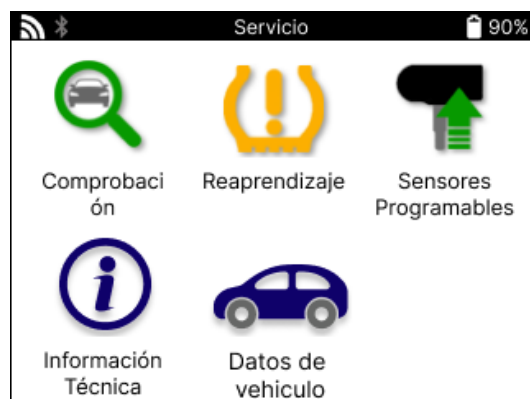 Servicio 90%
Comprobaci
ón
Reaprendizaje
Sensores
Programables
Información
Técnica
Datos de
vehiculo